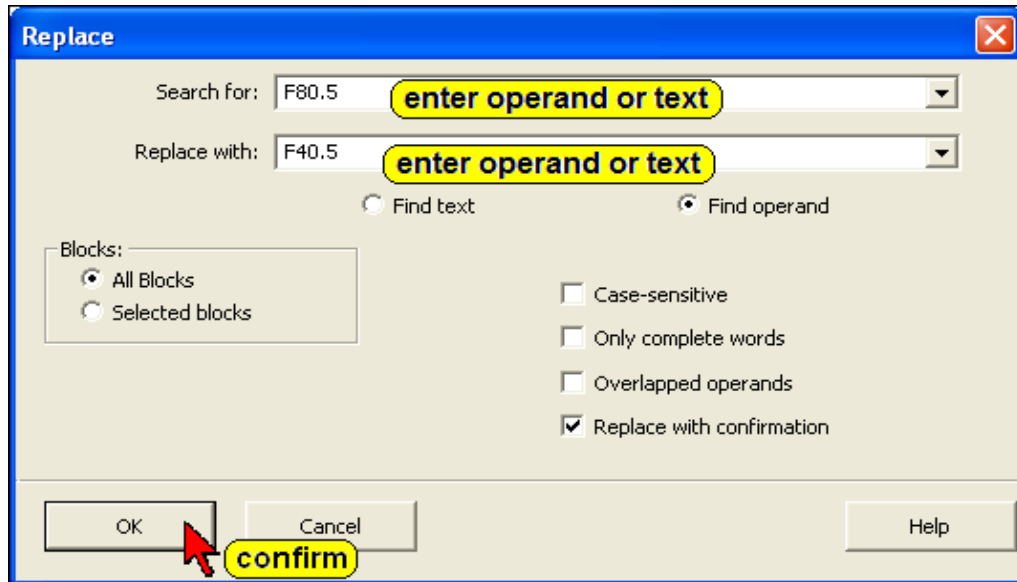 Replace
Search for: F80.5 enter operand or text
Replace with: F40.5 enter operand or text
Find text Find operand
Blocks:
All Blocks
Selected blocks
Case-sensitive
Only complete words
Overlapped operands
Replace with confirmation
OK Cancel Help
confirm